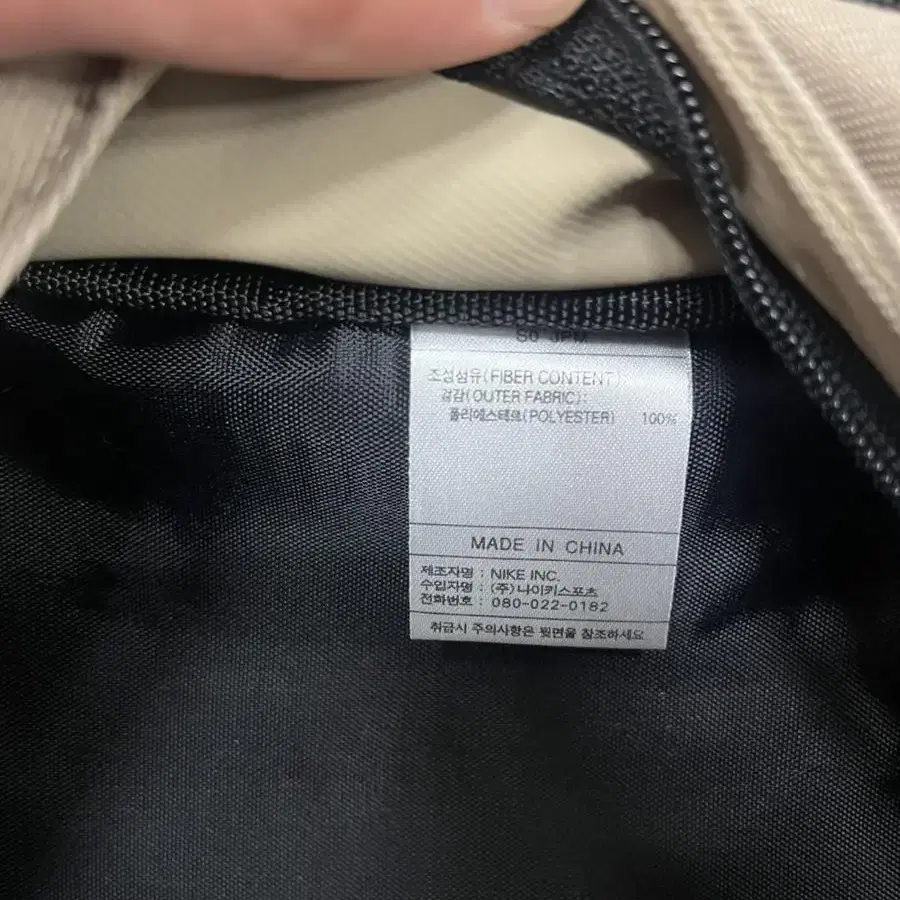 조성섬유(FIBER CONTENT)
겉감(OUTER FABRIC):
폴리에스테르(POLYESTER) 100%
MADE IN CHINA
제조자명 : NIKE INC.
수입자명 : (주)나이키스포츠
전화번호 : 080-022-0182
취급시 주의사항은 뒷면을 참조하세요